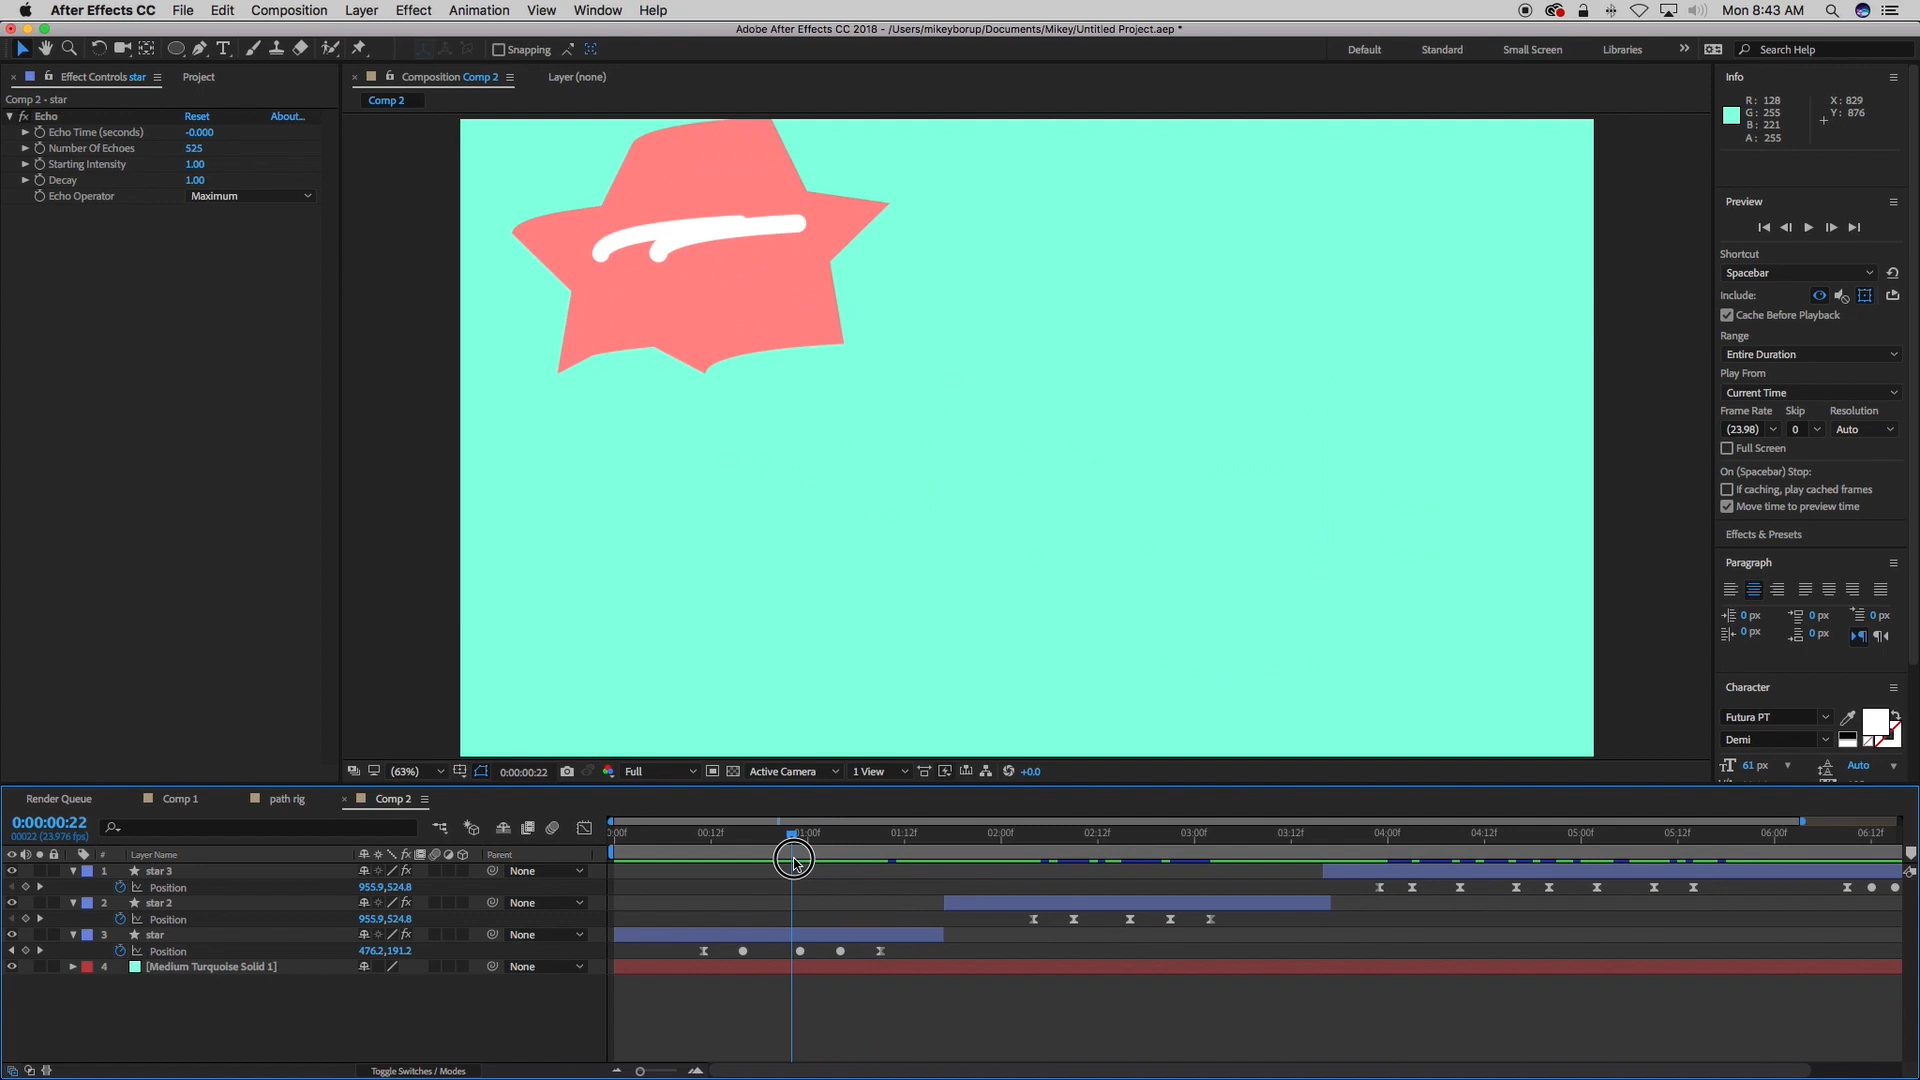 After Effects CC File Edit Composition Layer Effect Animation View Window Help Mon 8:43 AM
Adobe After Effects CC 2018 - /Users/mikeyborup/Documents/Mikey/Untitled Project.aep *
Snapping Default Standard Small Screen Libraries Search Help
Effect Controls star Project
Composition Comp 2 Layer (none)
Info
Comp 2 • star
Comp 2
R: 128 X: 829
G: 255 Y: 876
B: 221
A: 255
fx Echo Reset About...
Echo Time (seconds) -0.000
Number Of Echoes 525
Starting Intensity 1.00
Decay 1.00
Echo Operator Maximum
Preview
Shortcut
Spacebar
Include:
Cache Before Playback
Range
Entire Duration
Play From
Current Time
Frame Rate Skip Resolution
(23.98) 0 Auto
Full Screen
On (Spacebar) Stop:
If caching, play cached frames
Move time to preview time
Effects & Presets
Paragraph
0 px 0 px 0 px
0 px 0 px
Character
Futura PT
Demi
61 px Auto
(63%) 0:00:00:22 Full Active Camera 1 View +0.0
Render Queue Comp 1 path rig Comp 2
0:00:00:22
00022 (23.976 fps)
:00f 00:12f 01:00f 01:12f 02:00f 02:12f 03:00f 03:12f 04:00f 04:12f 05:00f 05:12f 06:00f 06:12f
# Layer Name fx Parent
1 star 3 fx None
Position 955.9,524.8
2 star 2 fx None
Position 955.9,524.8
3 star fx None
Position 476.2,191.2
4 [Medium Turquoise Solid 1] None
Toggle Switches / Modes